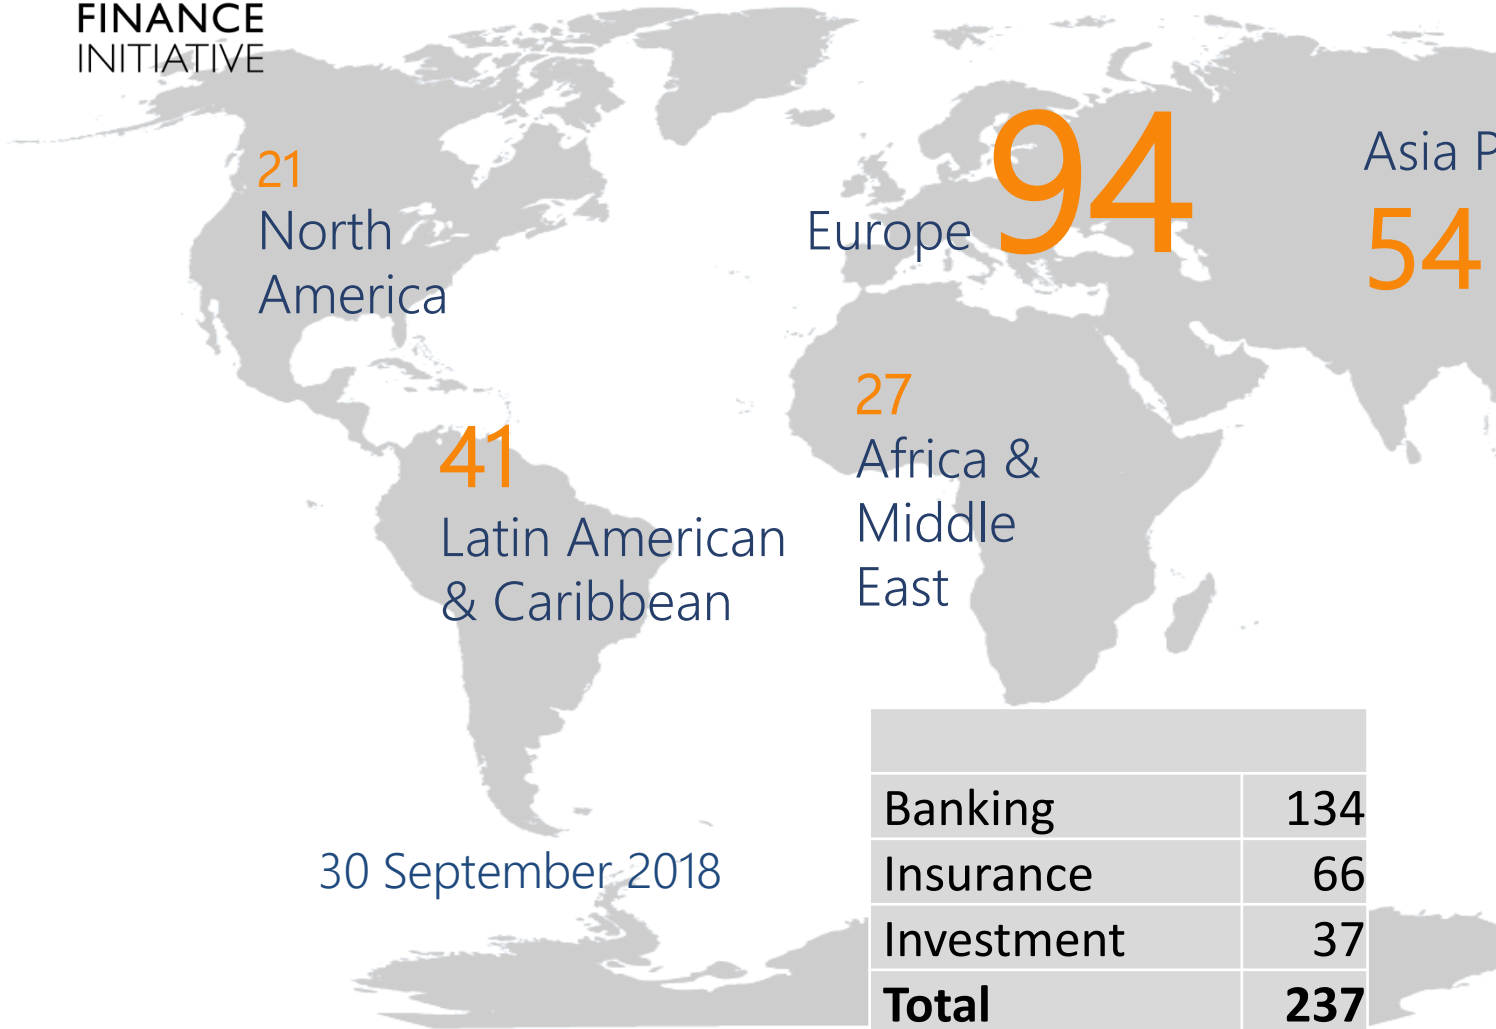 FINANCE
INITIATIVE
21
North
America
Europe
94
Asia P
54
41
Latin American
& Caribbean
27
Africa &
Middle
East
30 September 2018
Banking 134
Insurance 66
Investment 37
Total 237